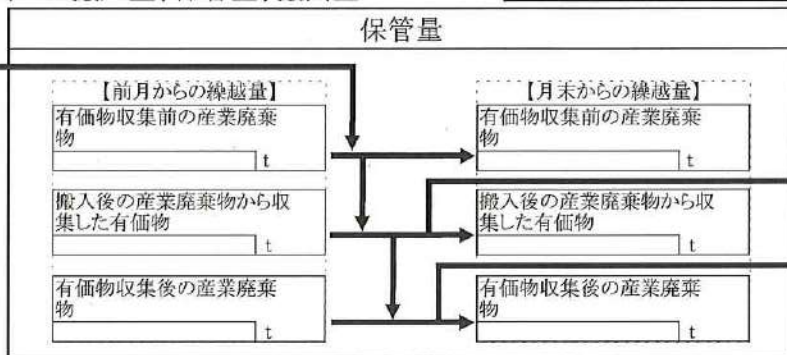 保管量
【前月からの繰越量】
有価物収集前の産業廃棄
物
t
搬入後の産業廃棄物から収
集した有価物
t
有価物収集後の産業廃棄
物
t
【月末からの繰越量】
有価物収集前の産業廃棄
物
t
搬入後の産業廃棄物から収
集した有価物
t
有価物収集後の産業廃棄
物
t